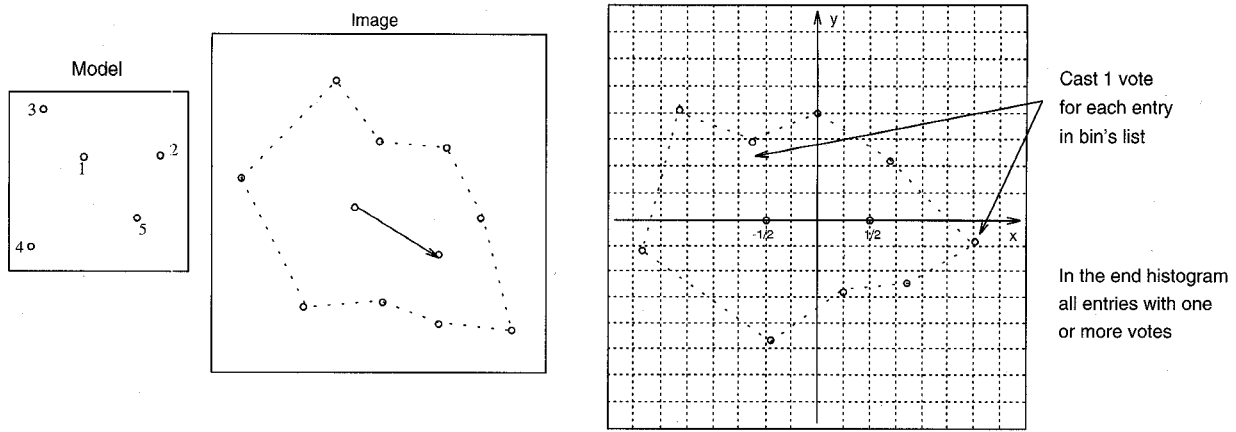 Model
3
1
2
4
5
Image
y
x
-1/2
1/2
Cast 1 vote
for each entry
in bin's list
In the end histogram
all entries with one
or more votes